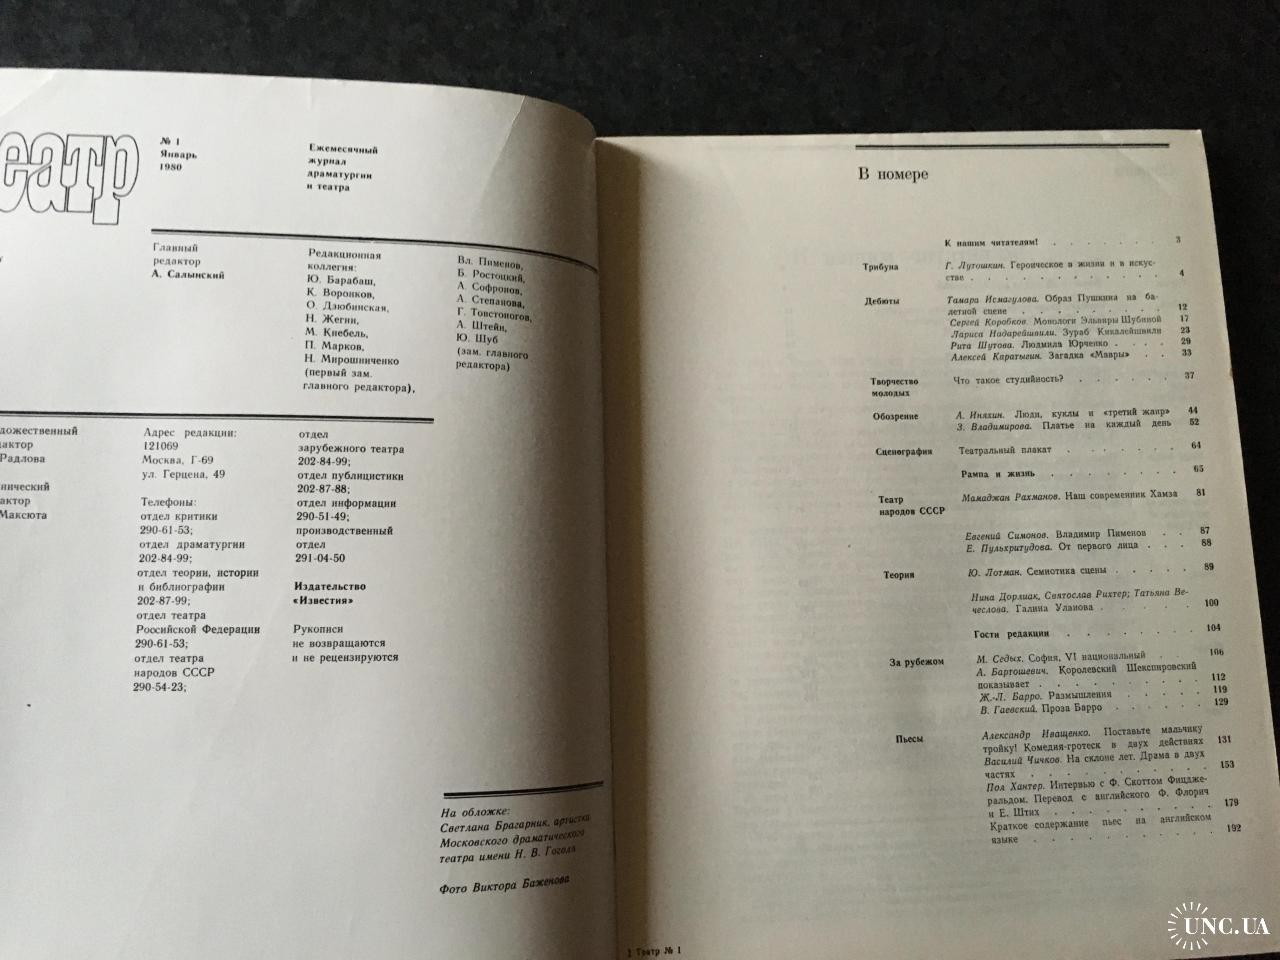 еатр
№ 1
Январь
1980
Ежемесячный
журнал
драматургии
и театра
Главный
редактор
А. Салынский
Редакционная
коллегия:
Ю. Барабаш,
К. Воронков,
О. Дзюбинская,
Н. Жегин,
М. Кнебель,
П. Марков,
Н. Мирошниченко
(первый зам.
главного редактора),
Вл. Пименов,
Б. Ростоцкий,
А. Софронов,
А. Степанова,
Г. Товстоногов,
А. Штейн,
Ю. Шуб
(зам. главного
редактора)
дожественный
актор
Радлова
нический
актор
Максюта
Адрес редакции:
121069
Москва, Г-69
ул. Герцена, 49
Телефоны:
отдел критики
290-61-53;
отдел драматургии
202-84-99;
отдел теории, истории
и библиографии
202-87-99;
отдел театра
Российской Федерации
290-61-53;
отдел театра
народов СССР
290-54-23;
отдел
зарубежного театра
202-84-99;
отдел публицистики
202-87-88;
отдел информации
290-51-49;
производственный
отдел
291-04-50
Издательство
«Известия»
Рукописи
не возвращаются
и не рецензируются
На обложке:
Светлана Брагарник, артистка
Московского драматического
театра имени Н. В. Гоголя
Фото Виктора Баженова
В номере
К нашим читателям! . . . . . . 3
Трибуна Г. Лутошкин. Героическое в жизни и в искус-
стве . . . . . . . . . . . 4
Дебюты Тамара Исмагулова. Образ Пушкина на ба-
летной сцене . . . . . . . . 12
Сергей Коробков. Монологи Эльвиры Шубиной 17
Лариса Надарейшвили. Зураб Кикалейшвили 23
Рита Шутова. Людмила Юрченко . . . 29
Алексей Каратыгин. Загадка «Мавры» . . 33
Творчество Что такое студийность? . . . . . . 37
молодых
Обозрение А. Иняхин. Люди, куклы и «третий жанр» 44
З. Владимирова. Платье на каждый день 52
Сценография Театральный плакат . . . . . . 64
Рампа и жизнь . . . . . . . 65
Театр Мамаджан Рахманов. Наш современник Хамза 81
народов СССР
Евгений Симонов. Владимир Пименов . . 87
Е. Пульхритудова. От первого лица . . . 88
Теория Ю. Лотман. Семиотика сцены . . . . . 89
Нина Дорлиак, Святослав Рихтер; Татьяна Ве-
чеслова. Галина Уланова . . . . . . 100
Гости редакции . . . . . . . 104
За рубежом М. Седых. София, VI национальный . . 106
А. Бартошевич. Королевский Шекспировский
показывает . . . . . . . . . 112
Ж.-Л. Барро. Размышления . . . . . 119
В. Гаевский. Проза Барро . . . . . . 129
Пьесы Александр Иващенко. Поставьте мальчику
тройку! Комедия-гротеск в двух действиях 131
Василий Чичков. На склоне лет. Драма в двух
частях . . . . . . . . . . 153
Пол Хантер. Интервью с Ф. Скоттом Фицдже-
ральдом. Перевод с английского Ф. Флорич
и Е. Штих . . . . . . . . . 179
Краткое содержание пьес на английском
языке . . . . . . . . . . 192
1 Театр № 1
UNC.UA